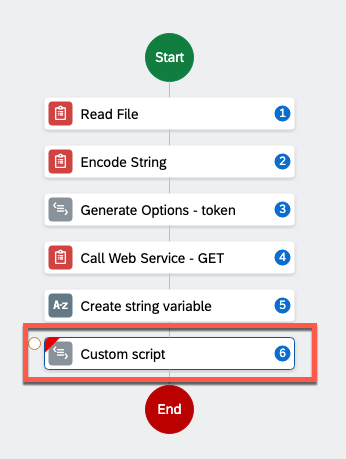 Start
Read File 1
Encode String 2
Generate Options - token 3
Call Web Service - GET 4
A-z Create string variable 5
Custom script 6
End